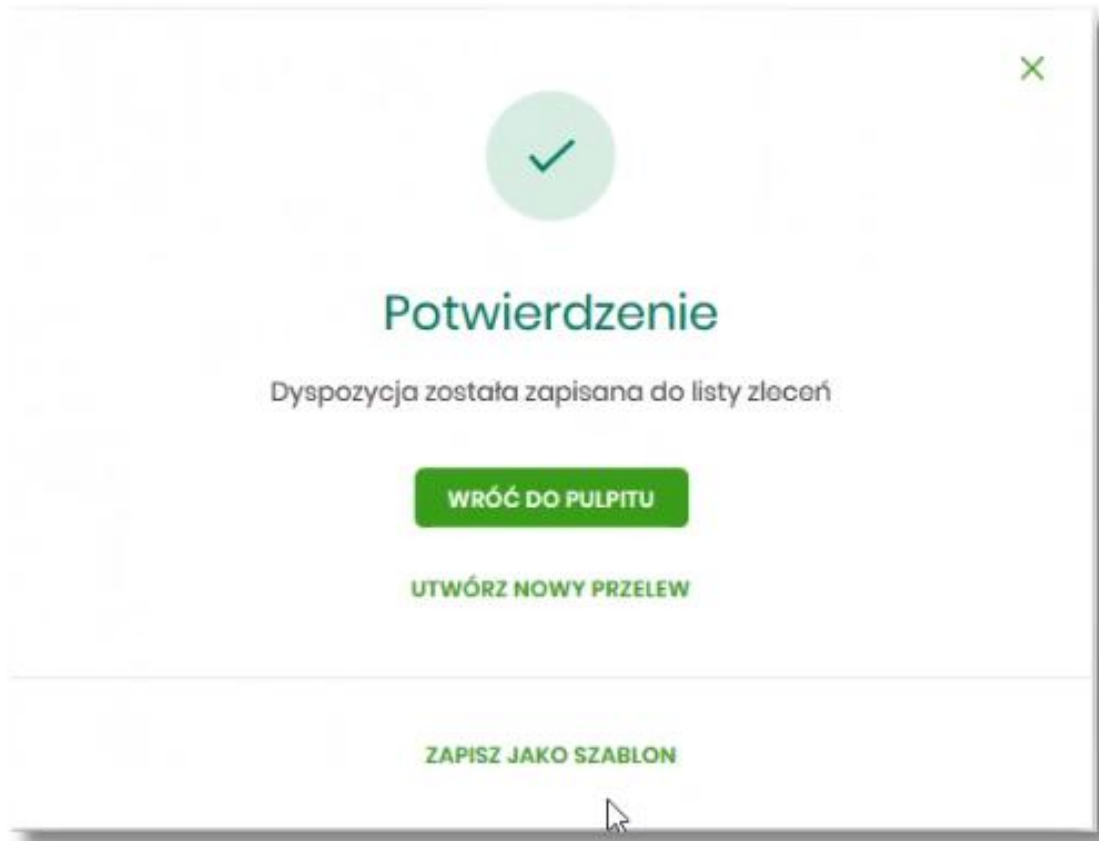 Potwierdzenie
Dyspozycja została zapisana do listy zleceń
WRÓĆ DO PULPITU
UTWÓRZ NOWY PRZELEW
ZAPISZ JAKO SZABLON